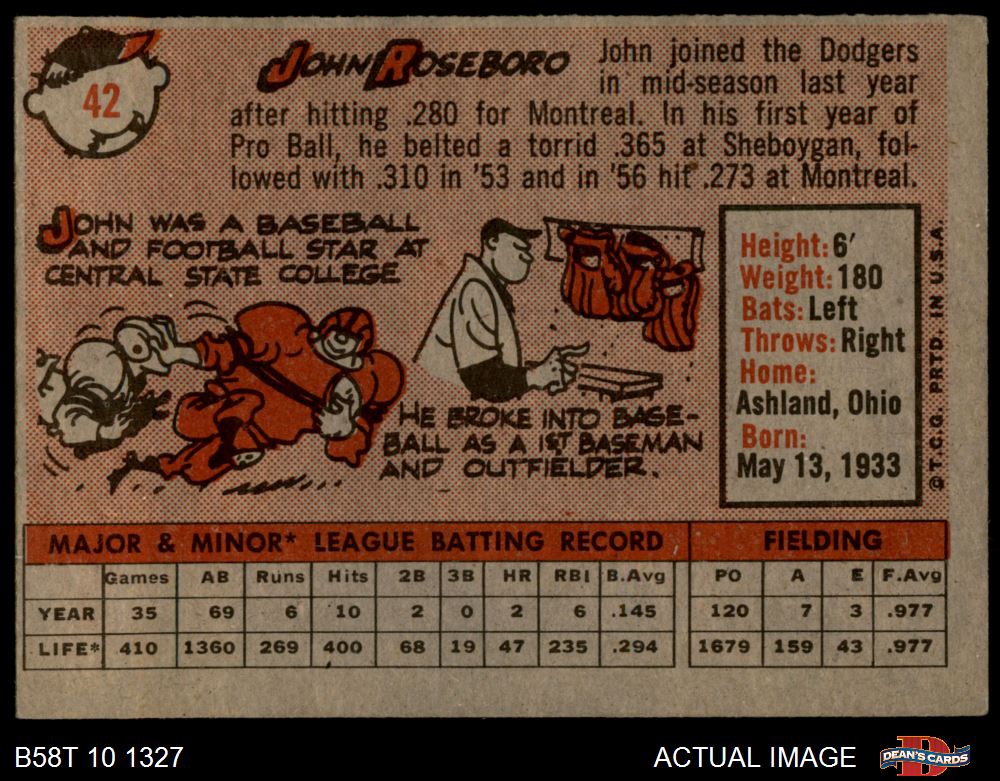 42
JOHN ROSEBORO
John joined the Dodgers
in mid-season last year
after hitting .280 for Montreal. In his first year of
Pro Ball, he belted a torrid .365 at Sheboygan, fol-
lowed with .310 in '53 and in '56 hit .273 at Montreal.
JOHN WAS A BASEBALL
AND FOOTBALL STAR AT
CENTRAL STATE COLLEGE
HE BROKE INTO BASE-
BALL AS A 1ST BASEMAN
AND OUTFIELDER.
Height: 6'
Weight: 180
Bats: Left
Throws: Right
Home:
Ashland, Ohio
Born:
May 13, 1933
©T.C.G. PRTD. IN U.S.A.
MAJOR & MINOR* LEAGUE BATTING RECORD FIELDING
Games AB Runs Hits 2B 3B HR RBI B.Avg PO A E F.Avg
YEAR 35 69 6 10 2 0 2 6 .145 120 7 3 .977
LIFE* 410 1360 269 400 68 19 47 235 .294 1679 159 43 .977
B58T 10 1327
ACTUAL IMAGE
D
DEAN'S CARDS